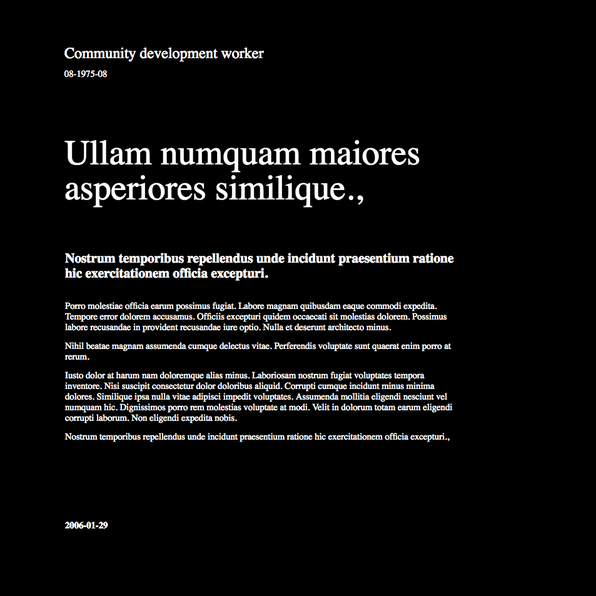 Community development worker
08-1975-08
Ullam numquam maiores
asperiores similique.,
Nostrum temporibus repellendus unde incidunt praesentium ratione
hic exercitationem officia excepturi.
Porro molestiae officia earum possimus fugiat. Labore magnam quibusdam eaque commodi expedita.
Tempore error dolorem accusamus. Officiis excepturi quidem occaecati sit molestias dolorem. Possimus
labore recusandae in provident recusandae iure optio. Nulla et deserunt architecto minus.
Nihil beatae magnam assumenda cumque delectus vitae. Perferendis voluptate sunt quaerat enim porro at
rerum.
Iusto dolor at harum nam doloremque alias minus. Laboriosam nostrum fugiat voluptates tempora
inventore. Nisi suscipit consectetur dolor doloribus aliquid. Corrupti cumque incidunt minus minima
dolores. Similique ipsa nulla vitae adipisci impedit voluptates. Assumenda mollitia eligendi nesciunt vel
numquam hic. Dignissimos porro rem molestias voluptate at modi. Velit in dolorum totam earum eligendi
corrupti laborum. Non eligendi expedita nobis.
Nostrum temporibus repellendus unde incidunt praesentium ratione hic exercitationem officia excepturi.,
2006-01-29